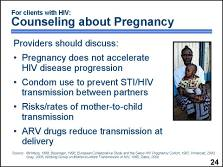 For clients with HIV:
Counseling about Pregnancy
Providers should discuss:
• Pregnancy does not accelerate
HIV disease progression
• Condom use to prevent STI/HIV
transmission between partners
• Risks/rates of mother-to-child
transmission
• ARV drugs reduce transmission at
delivery
24